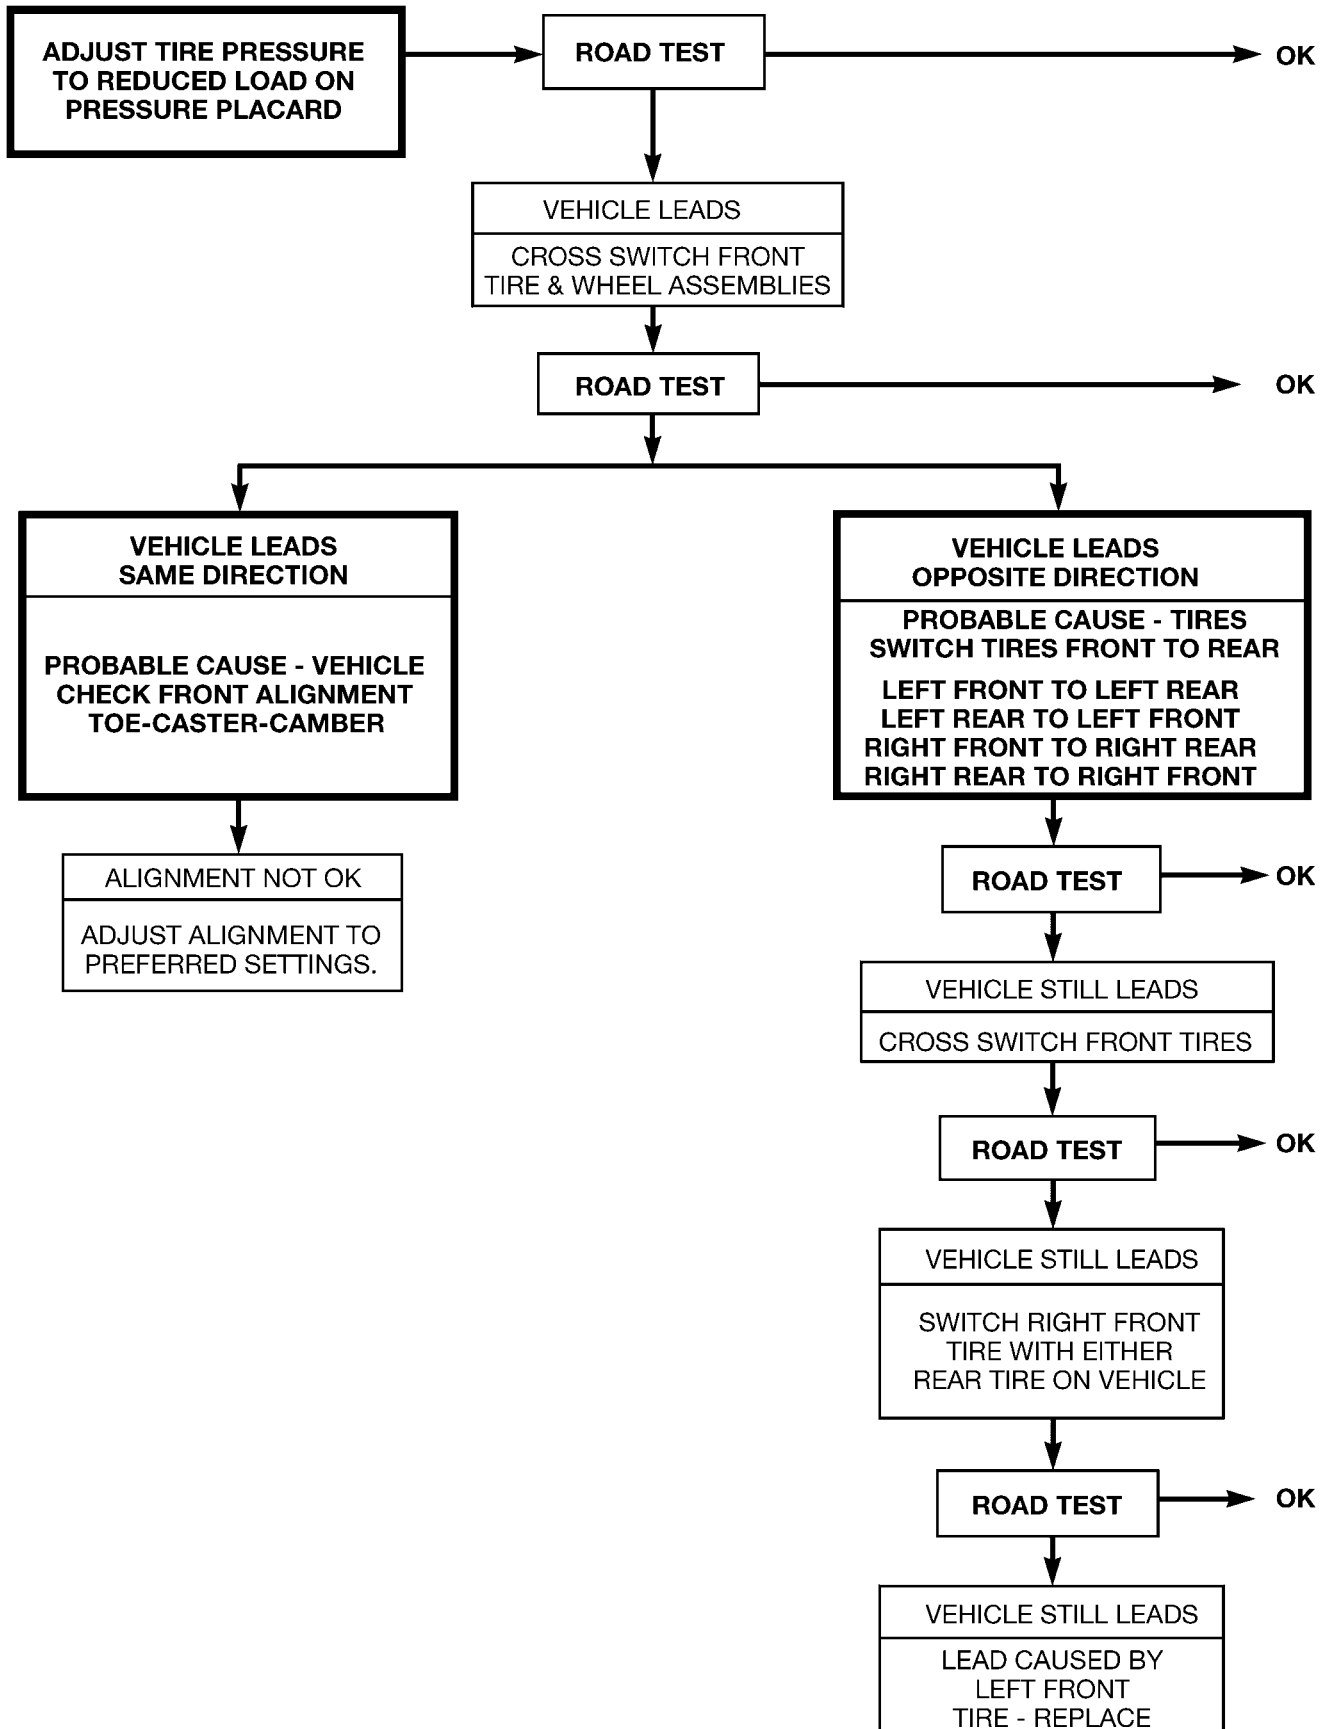 ADJUST TIRE PRESSURE
TO REDUCED LOAD ON
PRESSURE PLACARD
ROAD TEST
OK
VEHICLE LEADS
CROSS SWITCH FRONT
TIRE & WHEEL ASSEMBLIES
ROAD TEST
OK
VEHICLE LEADS
SAME DIRECTION
PROBABLE CAUSE - VEHICLE
CHECK FRONT ALIGNMENT
TOE-CASTER-CAMBER
ALIGNMENT NOT OK
ADJUST ALIGNMENT TO
PREFERRED SETTINGS.
VEHICLE LEADS
OPPOSITE DIRECTION
PROBABLE CAUSE - TIRES
SWITCH TIRES FRONT TO REAR
LEFT FRONT TO LEFT REAR
LEFT REAR TO LEFT FRONT
RIGHT FRONT TO RIGHT REAR
RIGHT REAR TO RIGHT FRONT
ROAD TEST
OK
VEHICLE STILL LEADS
CROSS SWITCH FRONT TIRES
ROAD TEST
OK
VEHICLE STILL LEADS
SWITCH RIGHT FRONT
TIRE WITH EITHER
REAR TIRE ON VEHICLE
ROAD TEST
OK
VEHICLE STILL LEADS
LEAD CAUSED BY
LEFT FRONT
TIRE - REPLACE